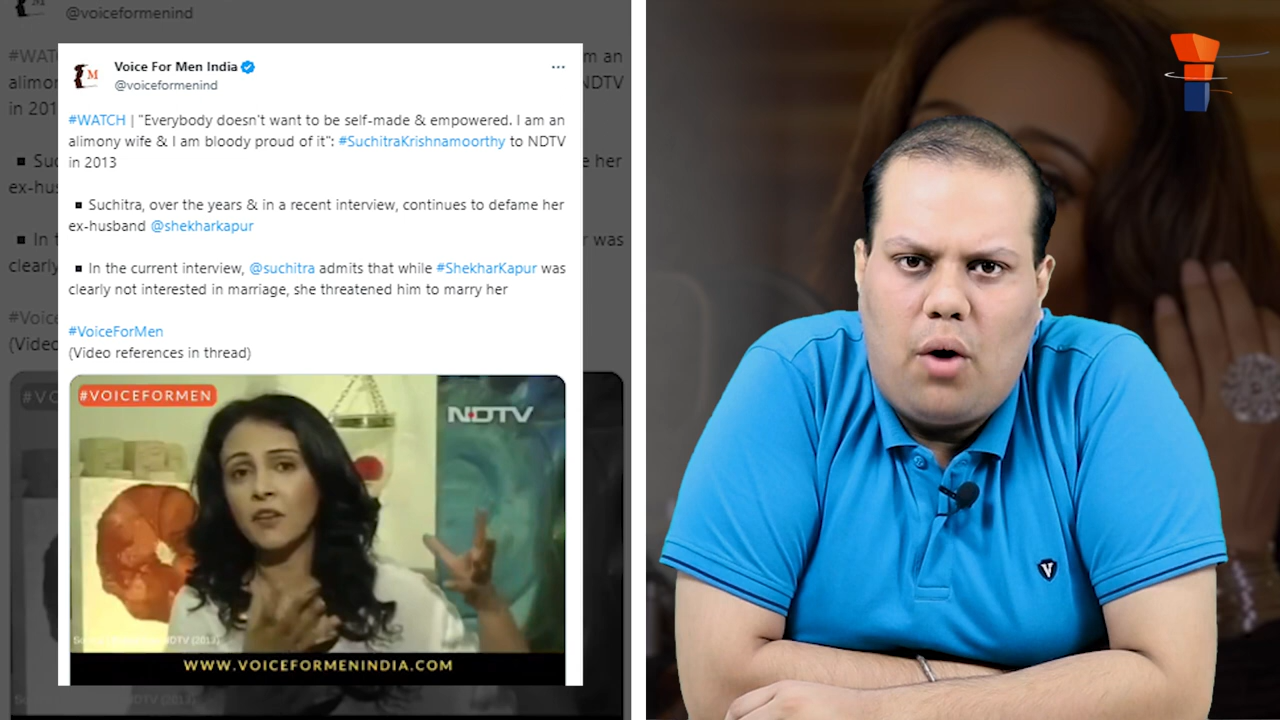 @voiceformenind
Voice For Men India
@voiceformenind
#WATCH | "Everybody doesn't want to be self-made & empowered. I am an
alimony wife & I am bloody proud of it": #SuchitraKrishnamoorthy to NDTV
in 2013
▪ Suchitra, over the years & in a recent interview, continues to defame her
ex-husband @shekharkapur
▪ In the current interview, @suchitra admits that while #ShekharKapur was
clearly not interested in marriage, she threatened him to marry her
#VoiceForMen
(Video references in thread)
#VOICEFORMEN
NDTV
NDTV (2013)
WWW.VOICEFORMENINDIA.COM
V